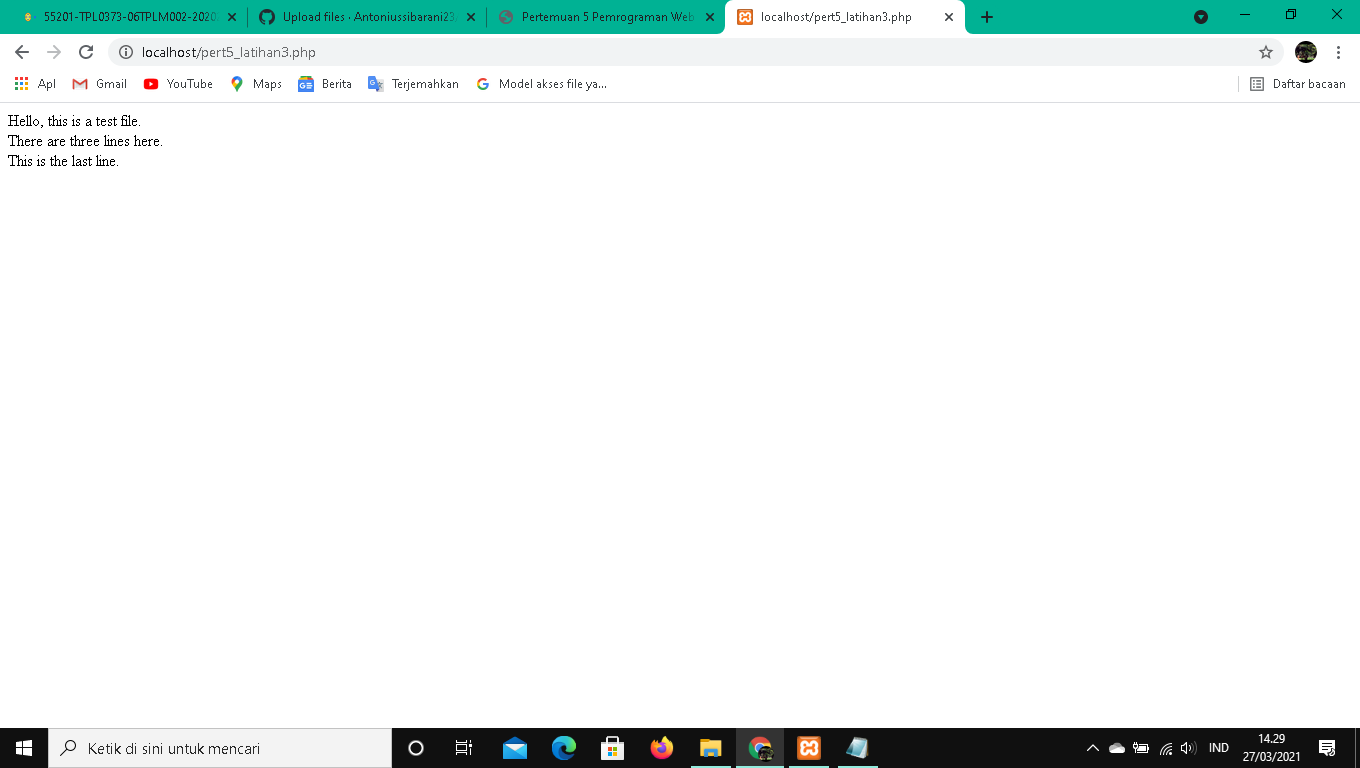 55201-TPL0373-06TPLM002-2020
Upload files · Antoniussibarani23
Pertemuan 5 Pemrograman Web
localhost/pert5_latihan3.php
localhost/pert5_latihan3.php
Apl
Gmail
YouTube
Maps
Berita
Terjemahkan
Model akses file ya...
Daftar bacaan
Hello, this is a test file.
There are three lines here.
This is the last line.
Ketik di sini untuk mencari
IND
14.29
27/03/2021